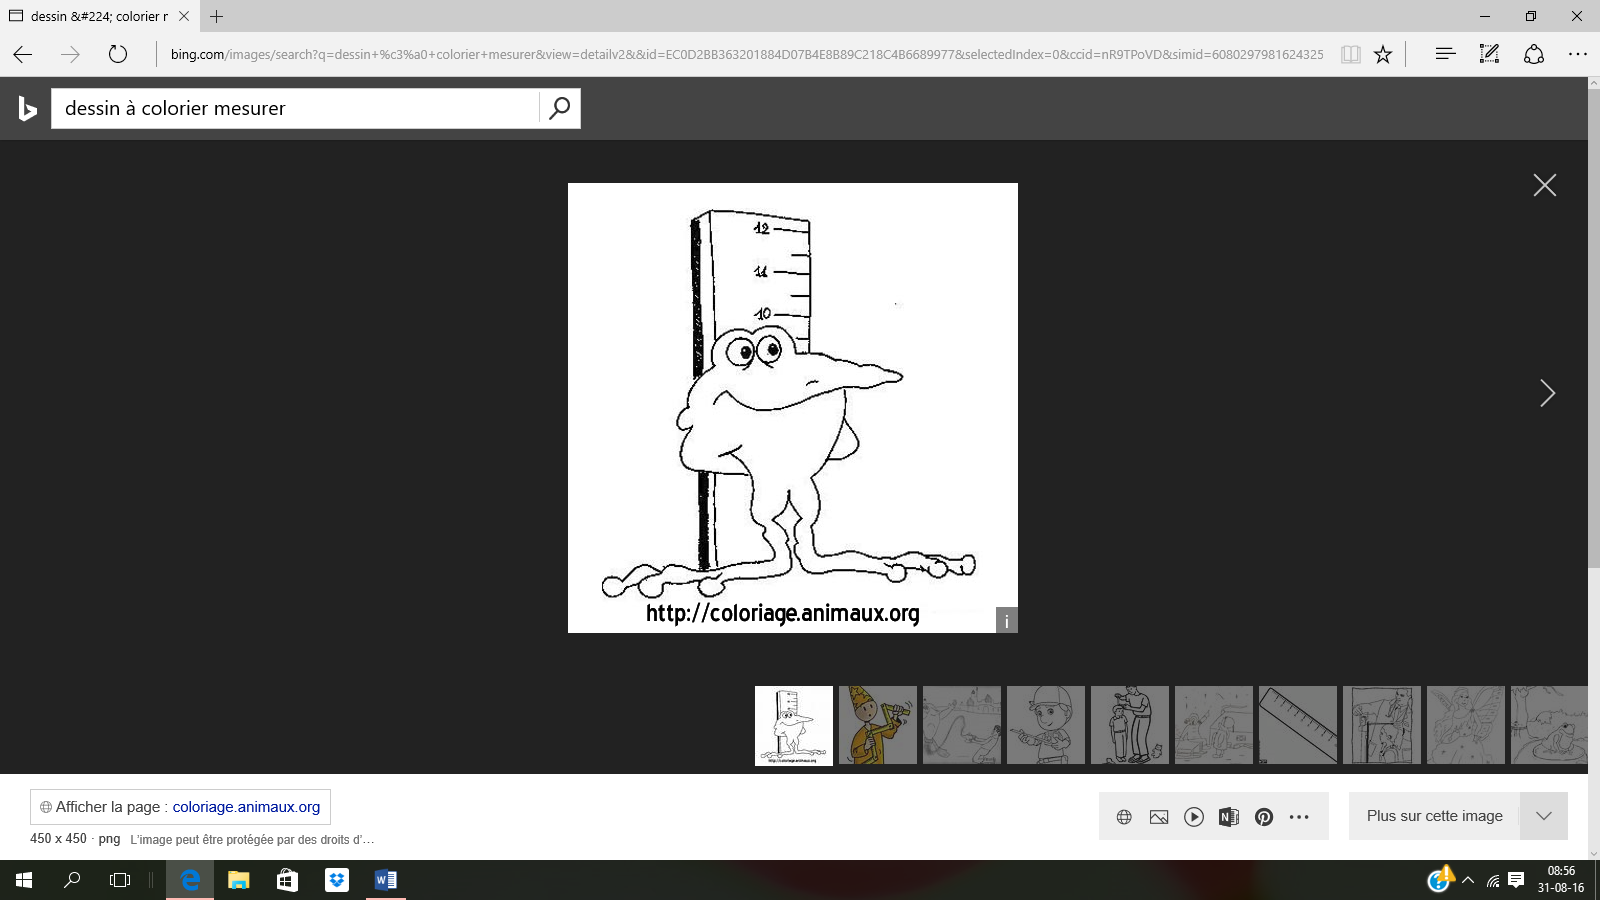 dessin &#224; colorier r
bing.com/images/search?q=dessin+%c3%a0+colorier+mesurer&view=detailv2&&id=EC0D2BB363201884D07B4E8B89C218C4B6689977&selectedIndex=0&ccid=nR9TPoVD&simid=6080297981624325
dessin à colorier mesurer
12
11
10
http://coloriage.animaux.org
i
Afficher la page : coloriage.animaux.org
450 x 450 · png L'image peut être protégée par des droits d'…
Plus sur cette image
08:56
31-08-16